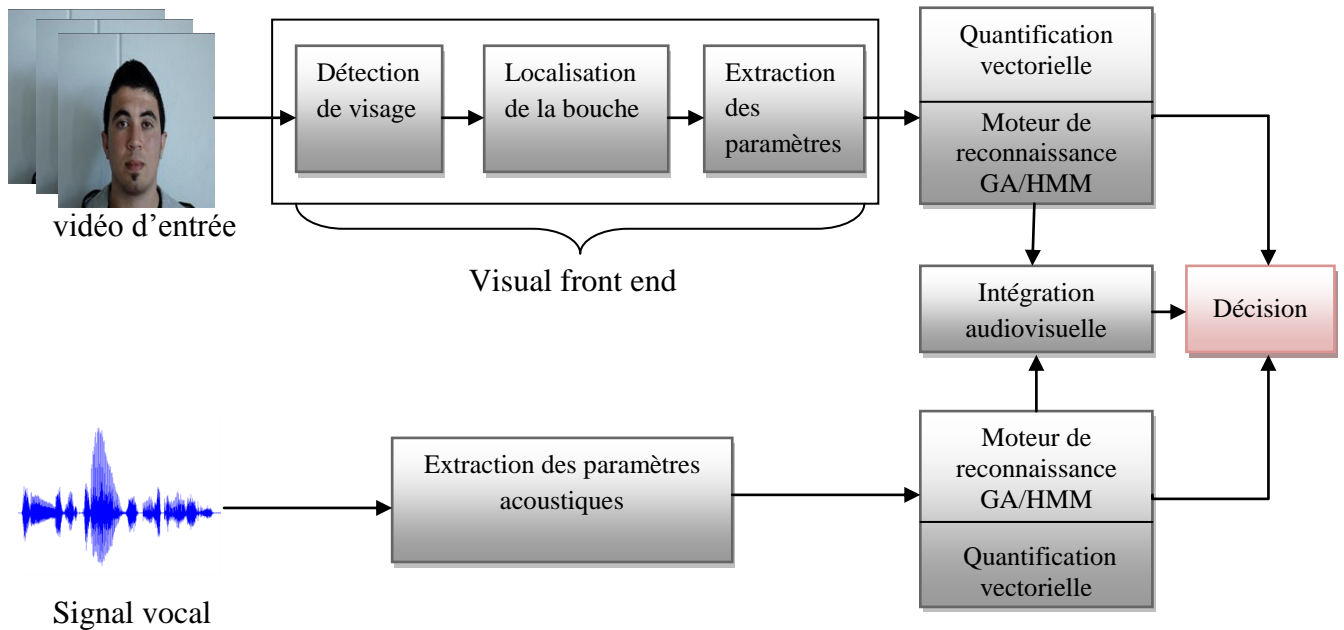 vidéo d'entrée
Détection
de visage
Localisation
de la bouche
Extraction
des
paramètres
Visual front end
Quantification
vectorielle
Moteur de
reconnaissance
GA/HMM
Intégration
audiovisuelle
Décision
Signal vocal
Extraction des paramètres
acoustiques
Moteur de
reconnaissance
GA/HMM
Quantification
vectorielle